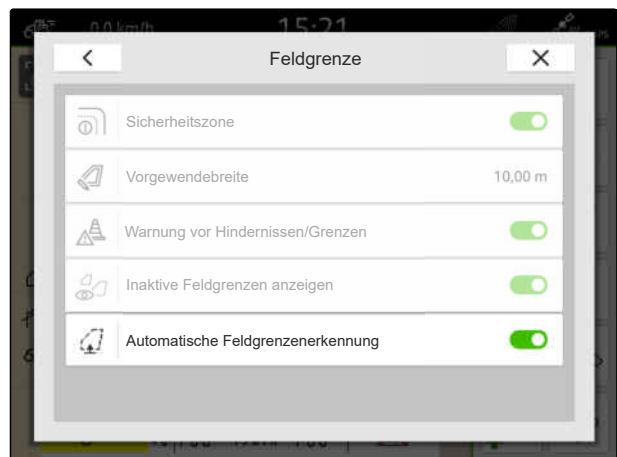 0.0 km/h 15:21
Feldgrenze
Sicherheitszone
Vorgewendebreite 10,00 m
Warnung vor Hindernissen/Grenzen
Inaktive Feldgrenzen anzeigen
Automatische Feldgrenzenerkennung